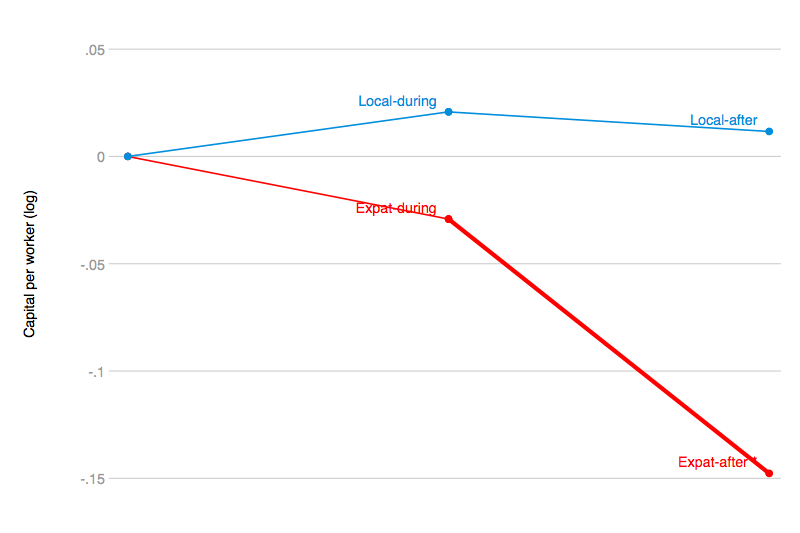 .05
Local-during
Local-after
0
Expat-during
-.05
Capital per worker (log)
-.1
Expat-after *
-.15